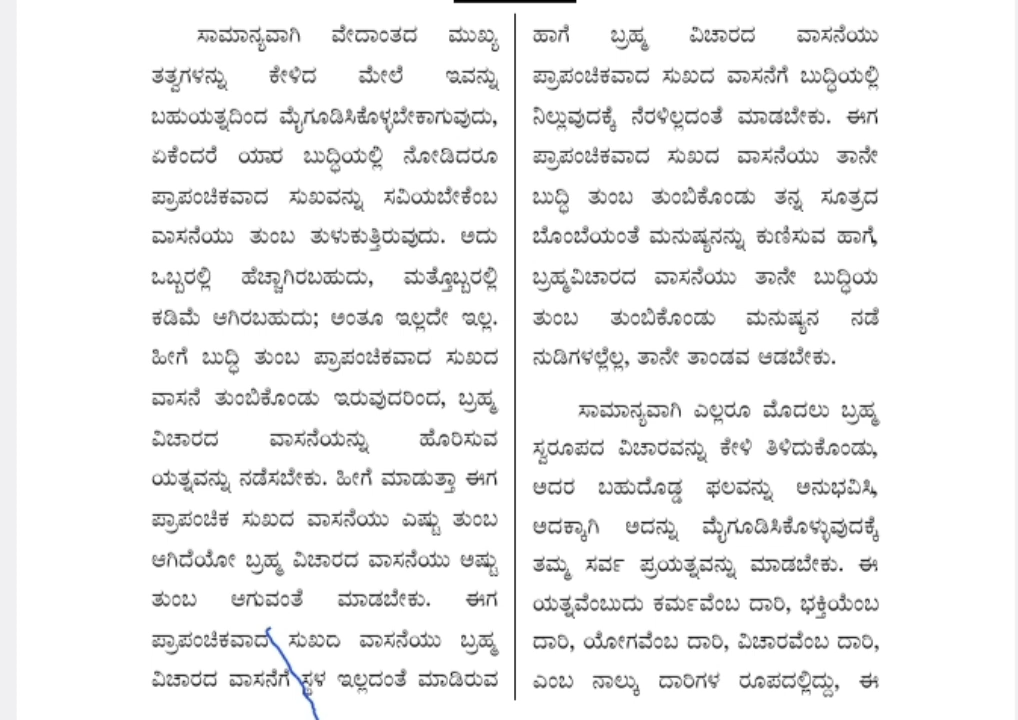 ಸಾಮಾನ್ಯವಾಗಿ ವೇದಾಂತದ ಮುಖ್ಯ
ತತ್ವಗಳನ್ನು ಕೇಳಿದ ಮೇಲೆ ಇವನ್ನು
ಬಹುಯತ್ನದಿಂದ ಮೈಗೂಡಿಸಿಕೊಳ್ಳಬೇಕಾಗುವುದು,
ಏಕೆಂದರೆ ಯಾರ ಬುದ್ಧಿಯಲ್ಲಿ ನೋಡಿದರೂ
ಪ್ರಾಪಂಚಿಕವಾದ ಸುಖವನ್ನು ಸವಿಯಬೇಕೆಂಬ
ವಾಸನೆಯು ತುಂಬ ತುಳುಕುತ್ತಿರುವುದು. ಅದು
ಒಬ್ಬರಲ್ಲಿ ಹೆಚ್ಚಾಗಿರಬಹುದು, ಮತ್ತೊಬ್ಬರಲ್ಲಿ
ಕಡಿಮೆ ಆಗಿರಬಹುದು; ಅಂತೂ ಇಲ್ಲದೇ ಇಲ್ಲ.
ಹೀಗೆ ಬುದ್ಧಿ ತುಂಬ ಪ್ರಾಪಂಚಿಕವಾದ ಸುಖದ
ವಾಸನೆ ತುಂಬಿಕೊಂಡು ಇರುವುದರಿಂದ, ಬ್ರಹ್ಮ
ವಿಚಾರದ ವಾಸನೆಯನ್ನು ಹೊರಿಸುವ
ಯತ್ನವನ್ನು ನಡೆಸಬೇಕು. ಹೀಗೆ ಮಾಡುತ್ತಾ ಈಗ
ಪ್ರಾಪಂಚಿಕ ಸುಖದ ವಾಸನೆಯು ಎಷ್ಟು ತುಂಬ
ಆಗಿದೆಯೋ ಬ್ರಹ್ಮ ವಿಚಾರದ ವಾಸನೆಯು ಅಷ್ಟು
ತುಂಬ ಆಗುವಂತೆ ಮಾಡಬೇಕು. ಈಗ
ಪ್ರಾಪಂಚಿಕವಾದ ಸುಖದ ವಾಸನೆಯು ಬ್ರಹ್ಮ
ವಿಚಾರದ ವಾಸನೆಗೆ ಸ್ಥಳ ಇಲ್ಲದಂತೆ ಮಾಡಿರುವ
ಹಾಗೆ ಬ್ರಹ್ಮ ವಿಚಾರದ ವಾಸನೆಯು
ಪ್ರಾಪಂಚಿಕವಾದ ಸುಖದ ವಾಸನೆಗೆ ಬುದ್ಧಿಯಲ್ಲಿ
ನಿಲ್ಲುವುದಕ್ಕೆ ನೆರಳಿಲ್ಲದಂತೆ ಮಾಡಬೇಕು. ಈಗ
ಪ್ರಾಪಂಚಿಕವಾದ ಸುಖದ ವಾಸನೆಯು ತಾನೇ
ಬುದ್ಧಿ ತುಂಬ ತುಂಬಿಕೊಂಡು ತನ್ನ ಸೂತ್ರದ
ಬೊಂಬೆಯಂತೆ ಮನುಷ್ಯನನ್ನು ಕುಣಿಸುವ ಹಾಗೆ,
ಬ್ರಹ್ಮವಿಚಾರದ ವಾಸನೆಯು ತಾನೇ ಬುದ್ಧಿಯ
ತುಂಬ ತುಂಬಿಕೊಂಡು ಮನುಷ್ಯನ ನಡೆ
ನುಡಿಗಳಲ್ಲೆಲ್ಲ, ತಾನೇ ತಾಂಡವ ಆಡಬೇಕು.
ಸಾಮಾನ್ಯವಾಗಿ ಎಲ್ಲರೂ ಮೊದಲು ಬ್ರಹ್ಮ
ಸ್ವರೂಪದ ವಿಚಾರವನ್ನು ಕೇಳಿ ತಿಳಿದುಕೊಂಡು,
ಆದರ ಬಹುದೊಡ್ಡ ಫಲವನ್ನು ಅನುಭವಿಸಿ,
ಅದಕ್ಕಾಗಿ ಅದನ್ನು ಮೈಗೂಡಿಸಿಕೊಳ್ಳುವುದಕ್ಕೆ
ತಮ್ಮ ಸರ್ವ ಪ್ರಯತ್ನವನ್ನು ಮಾಡಬೇಕು. ಈ
ಯತ್ನವೆಂಬುದು ಕರ್ಮವೆಂಬ ದಾರಿ, ಭಕ್ತಿಯೆಂಬ
ದಾರಿ, ಯೋಗವೆಂಬ ದಾರಿ, ವಿಚಾರವೆಂಬ ದಾರಿ,
ಎಂಬ ನಾಲ್ಕು ದಾರಿಗಳ ರೂಪದಲ್ಲಿದ್ದು, ಈ